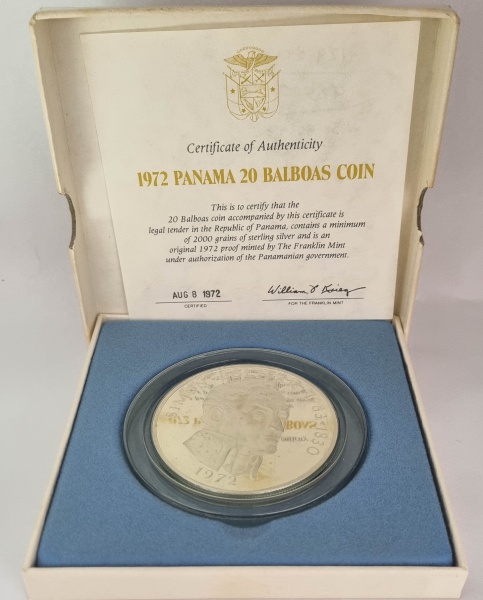 Certificate of Authenticity
1972 PANAMA 20 BALBOAS COIN
This is to certify that the
20 Balboas coin accompanied by this certificate is
legal tender in the Republic of Panama, contains a minimum
of 2000 grains of sterling silver and is an
original 1972 proof minted by The Franklin Mint
under authorization of the Panamanian government.
AUG 8 1972
CERTIFIED
FOR THE FRANKLIN MINT
1972